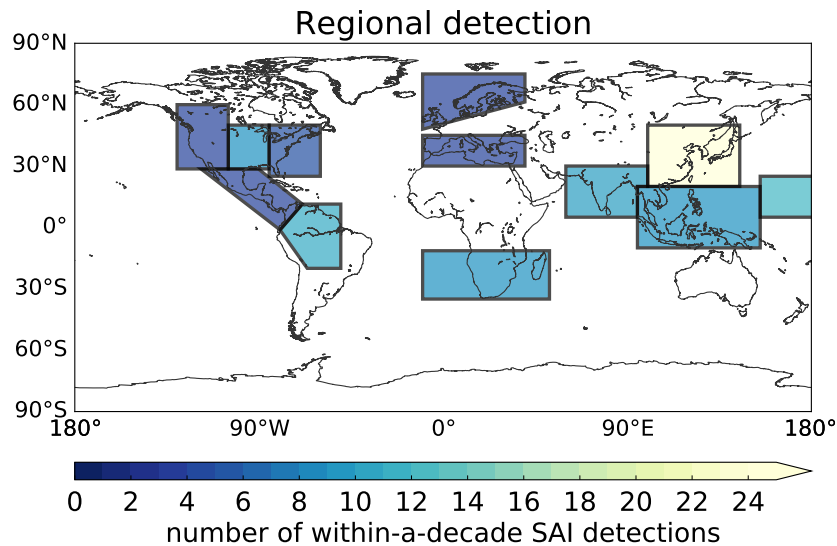 Regional detection
90°N
60°N
30°N
0°
30°S
60°S
90°S
180° 90°W 0° 90°E 180°
0 2 4 6 8 10 12 14 16 18 20 22 24
number of within-a-decade SAI detections